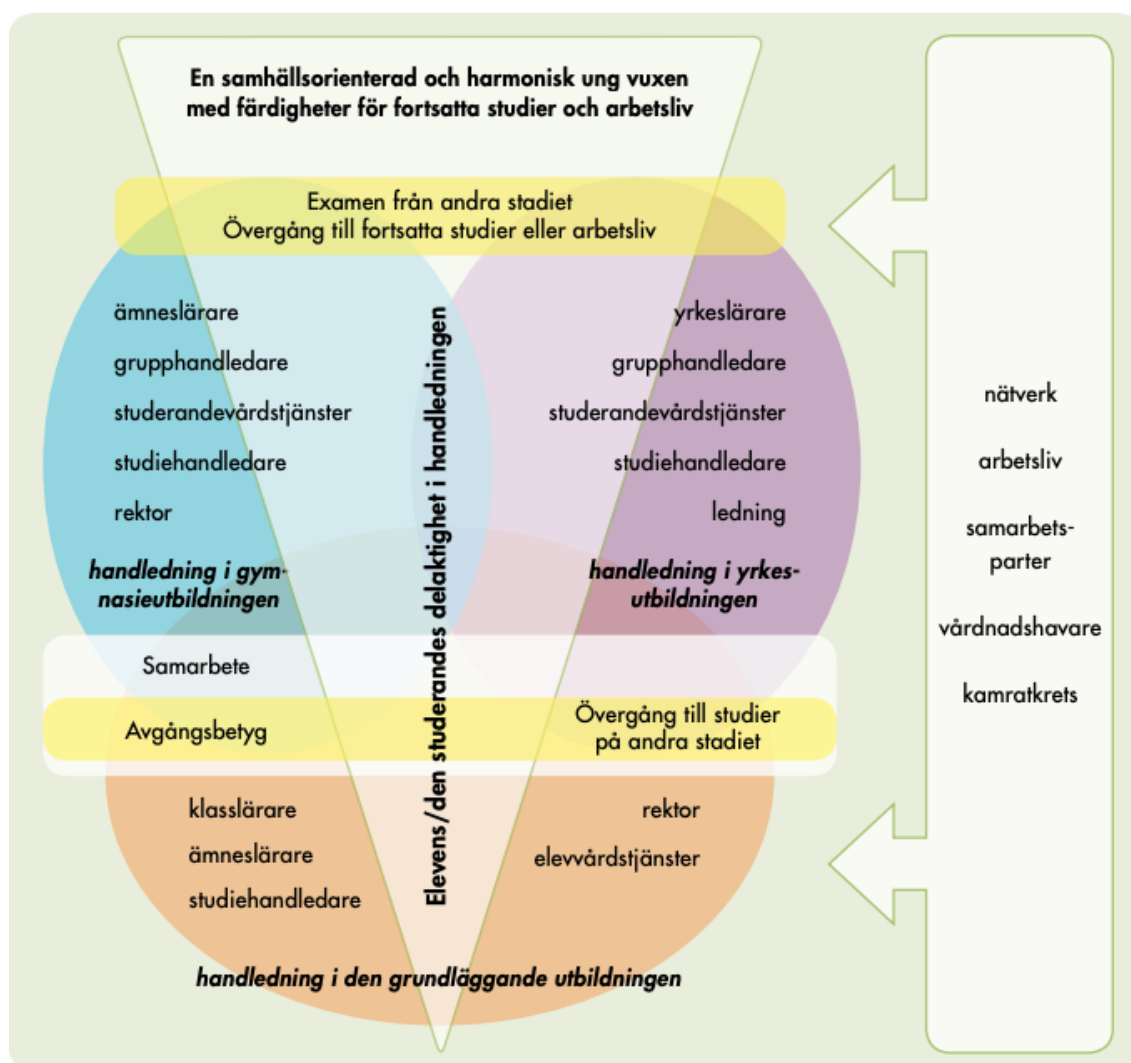 En samhällsorienterad och harmonisk ung vuxen
med färdigheter för fortsatta studier och arbetsliv
Examen från andra stadiet
Övergång till fortsatta studier eller arbetsliv
ämneslärare
grupphandledare
studerandevårdstjänster
studiehandledare
rektor
handledning i gym-
nasieutbildningen
Elevens/den studerandes delaktighet i handledningen
yrkeslärare
grupphandledare
studerandevårdstjänster
studiehandledare
ledning
handledning i yrkes-
utbildningen
Samarbete
Avgångsbetyg
Övergång till studier
på andra stadiet
klasslärare
ämneslärare
studiehandledare
rektor
elevvårdstjänster
handledning i den grundläggande utbildningen
nätverk
arbetsliv
samarbets-
parter
vårdnadshavare
kamratkrets